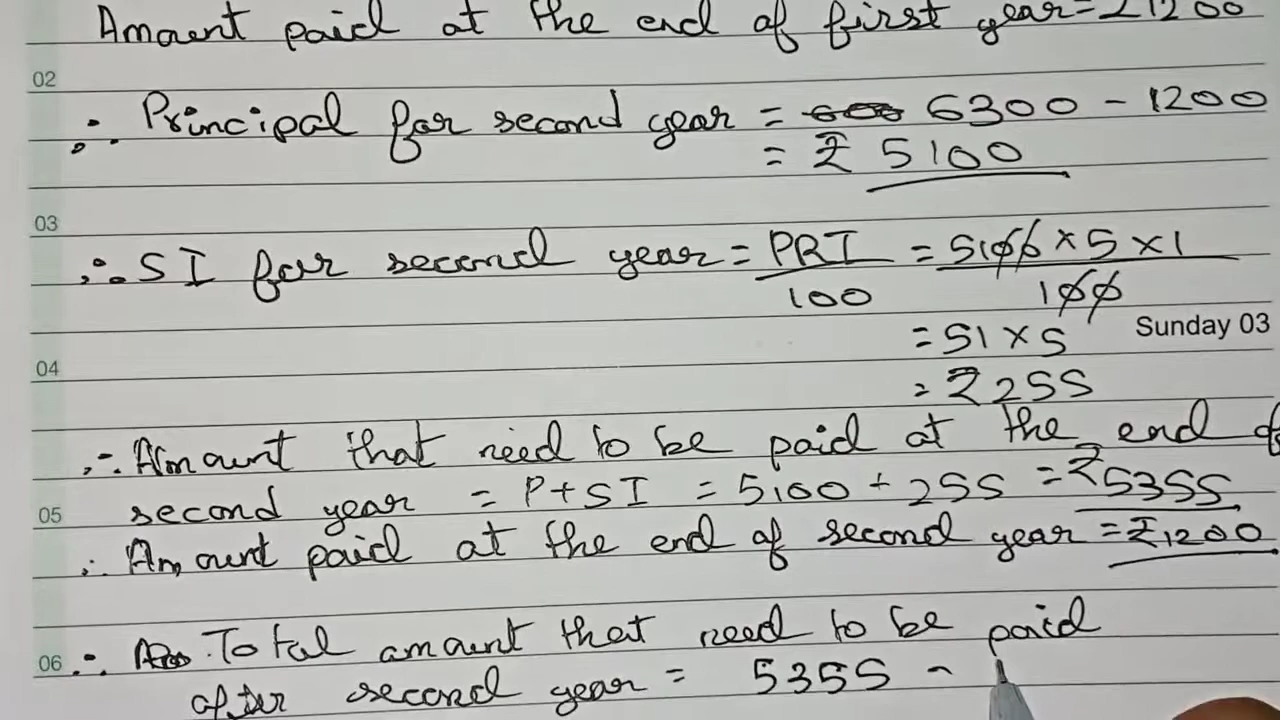 Amount paid at the end of first year = ₹1200
02
∴ Principal for second year = 6300 - 1200
= ₹ 5100
03
∴ SI for second year = PRT/100 = 5100 × 5 × 1/100
Sunday 03
= 51 × 5
04
= ₹255
∴ Amount that need to be paid at the end of
second year = P+SI = 5100 + 255 = ₹5355
05
∴ Amount paid at the end of second year = ₹1200
∴ Total amount that need to be paid
06
after second year = 5355 -